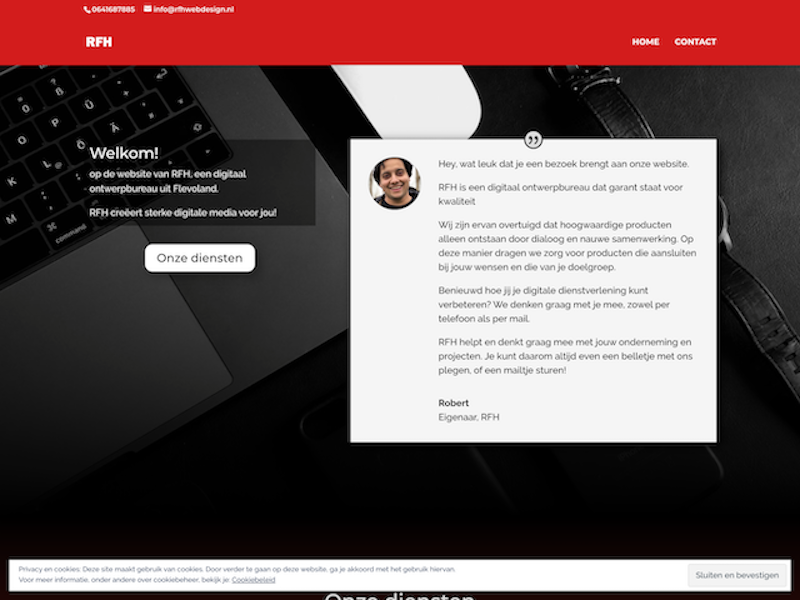 0641687885 info@rfhwebdesign.nl
RFH
HOME CONTACT
Welkom!
op de website van RFH, een digitaal
ontwerpbureau uit Flevoland.
RFH creëert sterke digitale media voor jou!
Onze diensten
Hey, wat leuk dat je een bezoek brengt aan onze website.
RFH is een digitaal ontwerpbureau dat garant staat voor
kwaliteit
Wij zijn ervan overtuigd dat hoogwaardige producten
alleen ontstaan door dialoog en nauwe samenwerking. Op
deze manier dragen we zorg voor producten die aansluiten
bij jouw wensen en die van je doelgroep.
Benieuwd hoe jij je digitale dienstverlening kunt
verbeteren? We denken graag met je mee, zowel per
telefoon als per mail.
RFH helpt en denkt graag mee met jouw onderneming en
projecten. Je kunt daarom altijd even een belletje met ons
plegen, of een mailtje sturen!
Robert
Eigenaar, RFH
command
Privacy en cookies: Deze site maakt gebruik van cookies. Door verder te gaan op deze website, ga je akkoord met het gebruik hiervan.
Voor meer informatie, onder andere over cookiebeheer, bekijk je: Cookiebeleid
Sluiten en bevestigen
Onze diensten